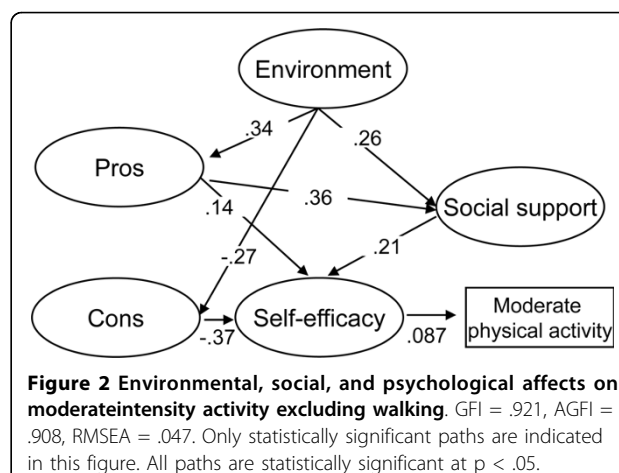 Environment
.34
.26
Pros
.36
Social support
.14
.21
-.27
Cons
Self-efficacy
Moderate
physical activity
-.37
.087
Figure 2 Environmental, social, and psychological affects on
moderateintensity activity excluding walking. GFI = .921, AGFI =
.908, RMSEA = .047. Only statistically significant paths are indicated
in this figure. All paths are statistically significant at p < .05.